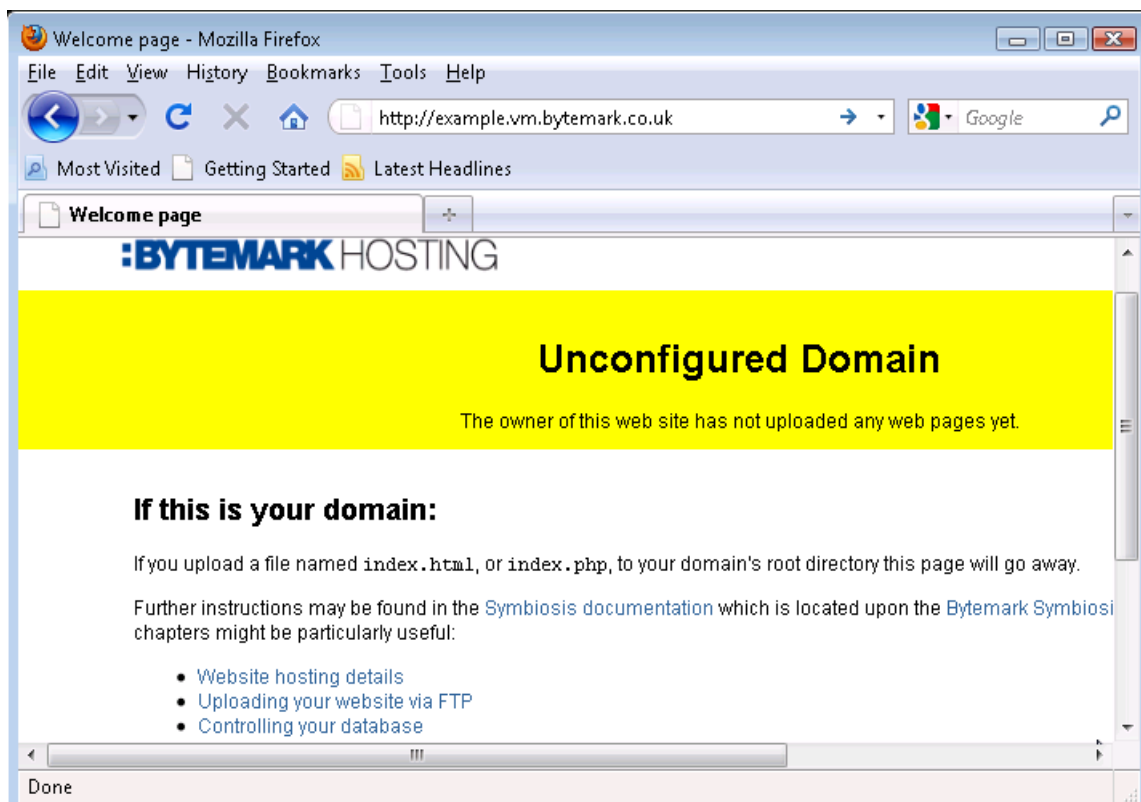 Welcome page - Mozilla Firefox
File Edit View History Bookmarks Tools Help
http://example.vm.bytemark.co.uk Google
Most Visited Getting Started Latest Headlines
Welcome page
:BYTEMARK HOSTING
Unconfigured Domain
The owner of this web site has not uploaded any web pages yet.
If this is your domain:
If you upload a file named index.html, or index.php, to your domain's root directory this page will go away.
Further instructions may be found in the Symbiosis documentation which is located upon the Bytemark Symbiosi
chapters might be particularly useful:
• Website hosting details
• Uploading your website via FTP
• Controlling your database
Done